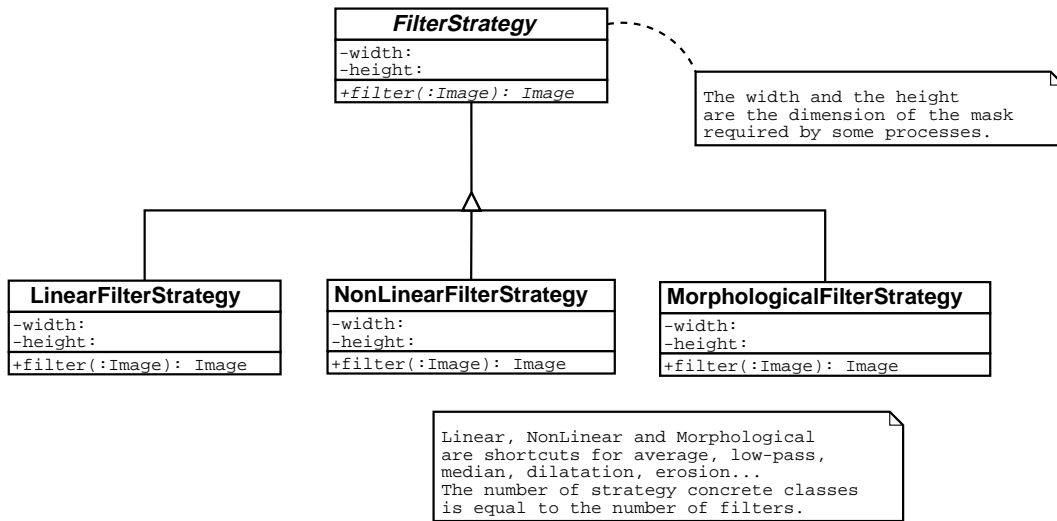 FilterStrategy
-width:
-height:
+filter(:Image): Image
The width and the height
are the dimension of the mask
required by some processes.
LinearFilterStrategy
-width:
-height:
+filter(:Image): Image
NonLinearFilterStrategy
-width:
-height:
+filter(:Image): Image
MorphologicalFilterStrategy
-width:
-height:
+filter(:Image): Image
Linear, NonLinear and Morphological
are shortcuts for average, low-pass,
median, dilatation, erosion...
The number of strategy concrete classes
is equal to the number of filters.